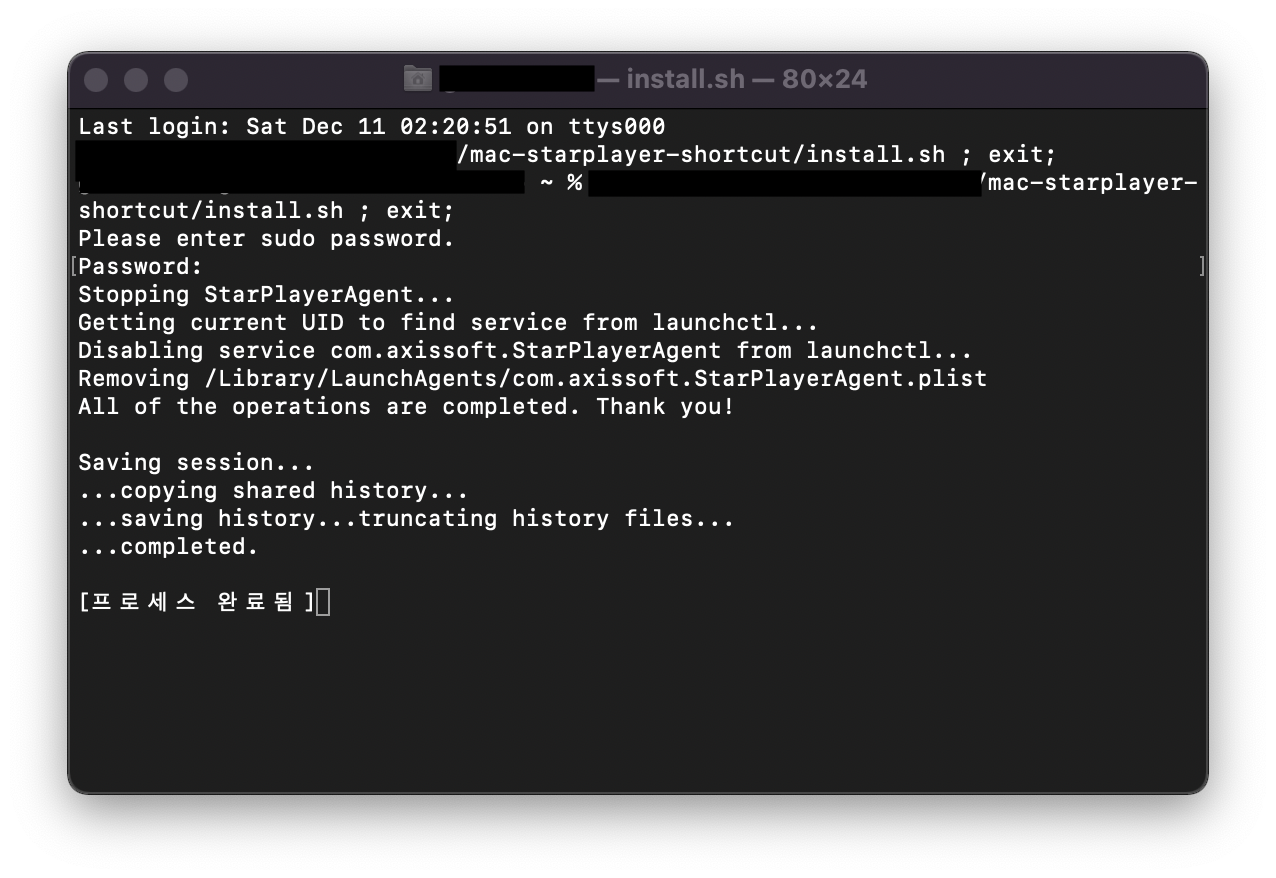 — install.sh — 80×24
Last login: Sat Dec 11 02:20:51 on ttys000
/mac-starplayer-shortcut/install.sh ; exit;
~ % /mac-starplayer-
shortcut/install.sh ; exit;
Please enter sudo password.
[Password: ]
Stopping StarPlayerAgent...
Getting current UID to find service from launchctl...
Disabling service com.axissoft.StarPlayerAgent from launchctl...
Removing /Library/LaunchAgents/com.axissoft.StarPlayerAgent.plist
All of the operations are completed. Thank you!
Saving session...
...copying shared history...
...saving history...truncating history files...
...completed.
[프로세스 완료됨]